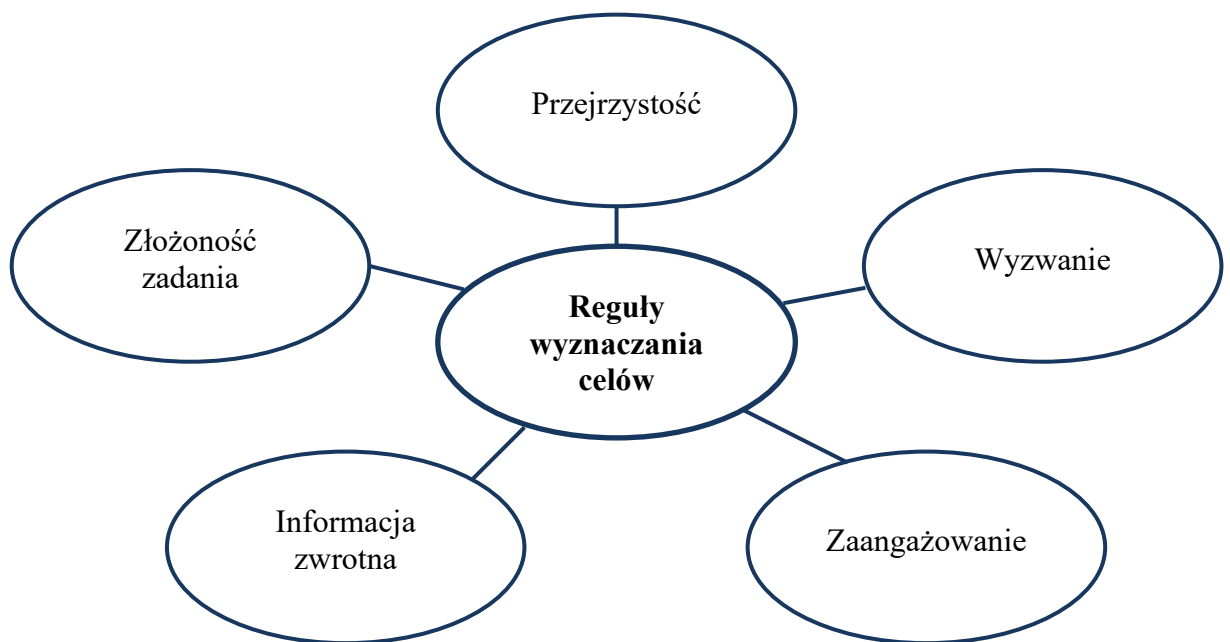 Przejrzystość
Złożoność
zadania
Wyzwanie
Reguły
wyznaczania
celów
Informacja
zwrotna
Zaangażowanie